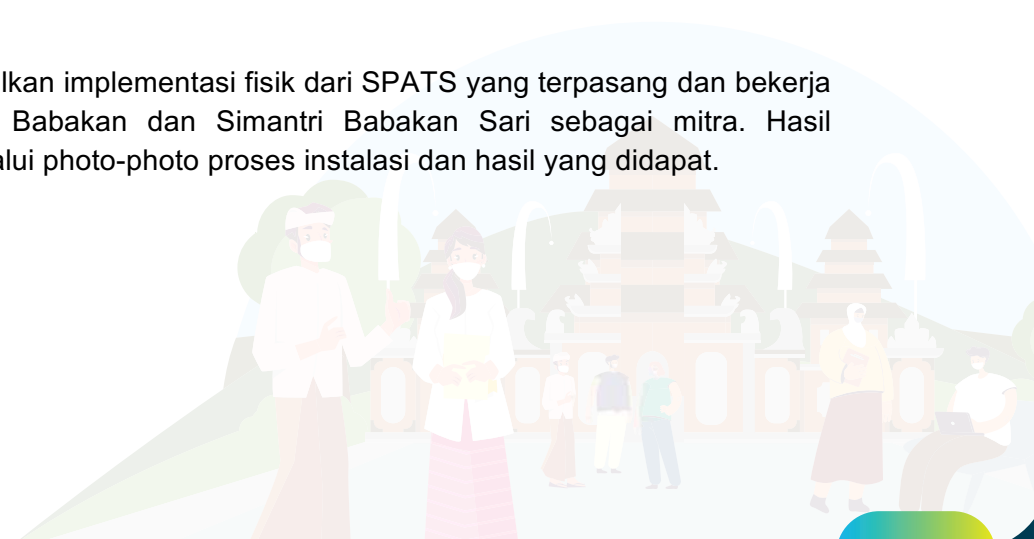 lkan implementasi fisik dari SPATS yang terpasang dan bekerja
Babakan dan Simantri Babakan Sari sebagai mitra. Hasil
alui photo-photo proses instalasi dan hasil yang didapat.